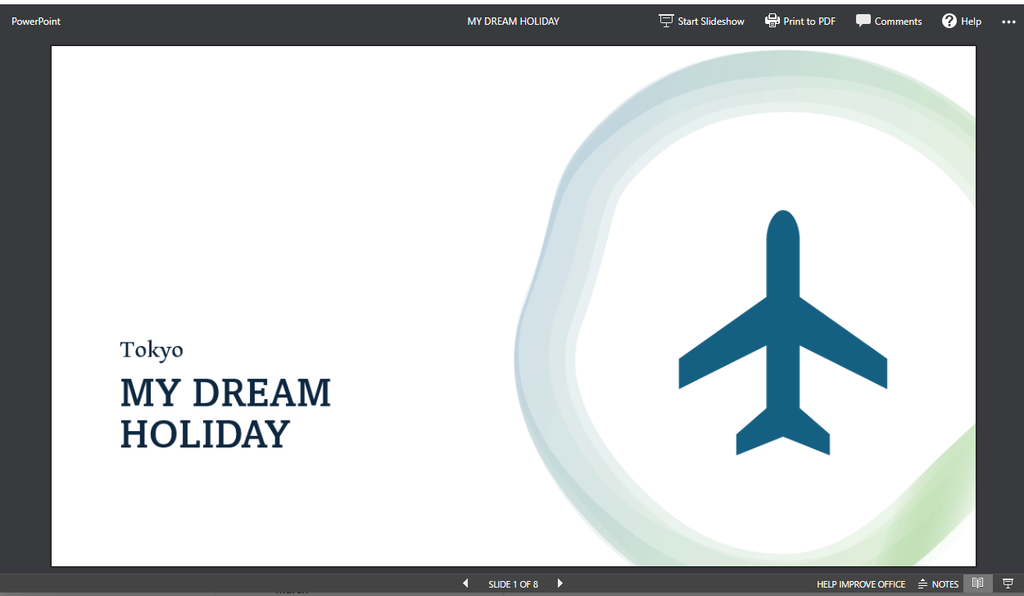 PowerPoint
MY DREAM HOLIDAY
Start Slideshow
Print to PDF
Comments
Help
Tokyo
MY DREAM
HOLIDAY
SLIDE 1 OF 8
HELP IMPROVE OFFICE
NOTES